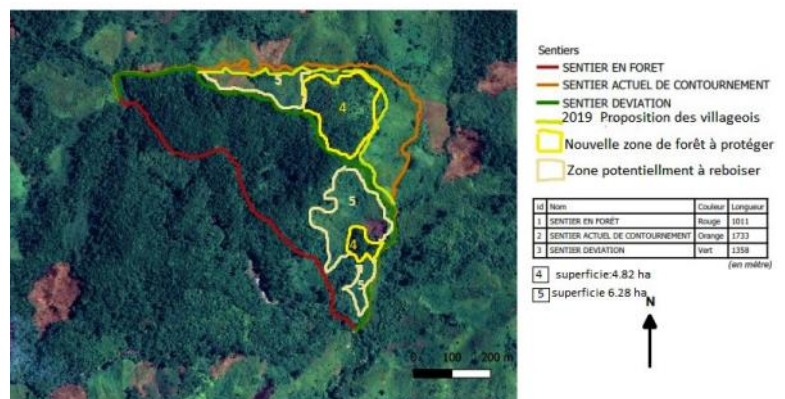 5
4
5
4
5
0 100 200 m
Sentiers
SENTIER EN FORET
SENTIER ACTUEL DE CONTOURNEMENT
SENTIER DEVIATION
2019 Proposition des villageois
Nouvelle zone de forêt à protéger
Zone potentiellment à reboiser
id Nom Couleur Longueur
1 SENTIER EN FORÊT Rouge 1011
2 SENTIER ACTUEL DE CONTOURNEMENT Orange 1733
3 SENTIER DEVIATION Vert 1358
(en mètre)
4 superficie:4.82 ha
5 superficie 6.28 ha
N